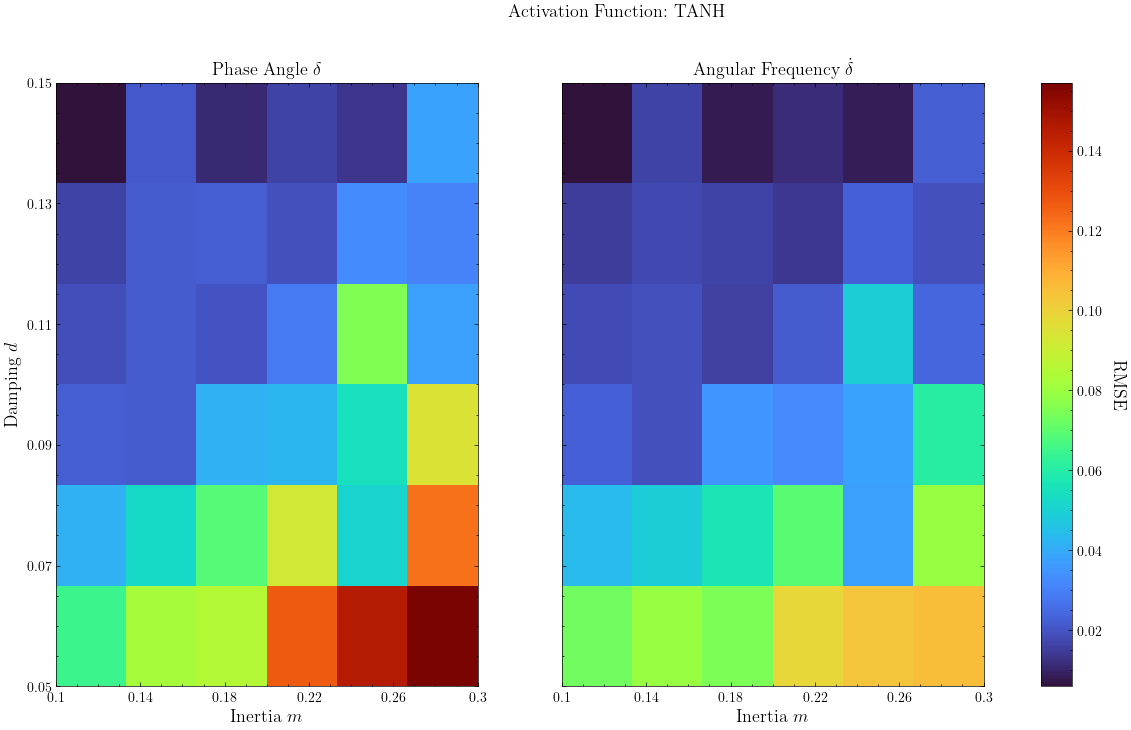 Activation Function: TANH
Phase Angle δ
Angular Frequency δ̇
0.15
0.13
0.11
0.09
0.07
0.05
Damping d
0.1 0.14 0.18 0.22 0.26 0.3
Inertia m
0.1 0.14 0.18 0.22 0.26 0.3
Inertia m
0.14
0.12
0.10
0.08
0.06
0.04
0.02
RMSE